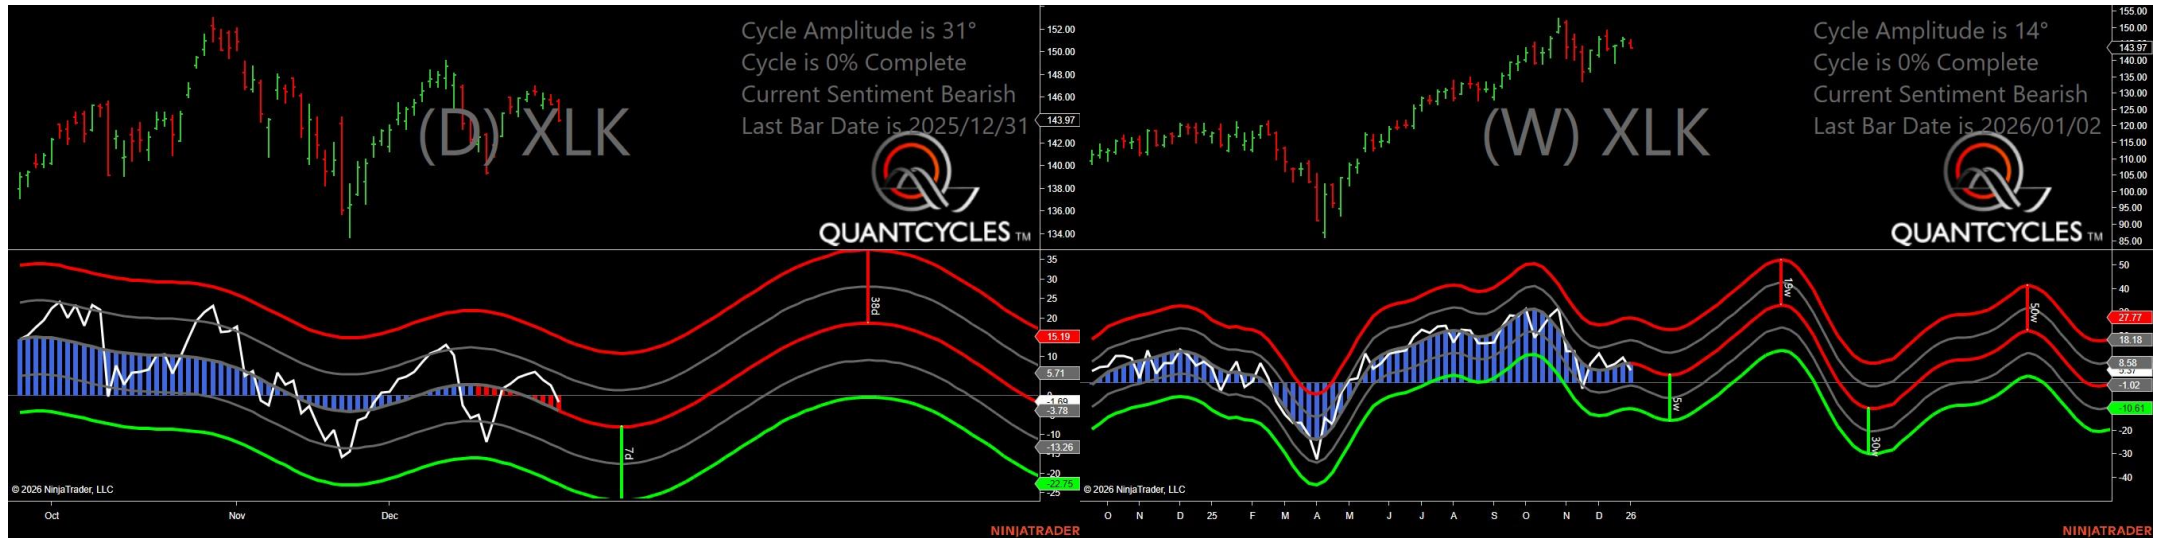 Cycle Amplitude is 31°
Cycle is 0% Complete
Current Sentiment Bearish
Last Bar Date is 2025/12/31
(D) XLK
QUANTCYCLES TM
152.00
150.00
148.00
146.00
143.97
142.00
140.00
138.00
136.00
134.00
35
30
25
20
15.19
10
5.71
-1.69
-3.78
-10
-13.26
-20
-22.75
-25
38d
7d
© 2026 NinjaTrader, LLC
Oct Nov Dec
NINJATRADER
Cycle Amplitude is 14°
Cycle is 0% Complete
Current Sentiment Bearish
Last Bar Date is 2026/01/02
(W) XLK
QUANTCYCLES TM
155.00
150.00
143.97
140.00
135.00
130.00
125.00
120.00
115.00
110.00
105.00
100.00
95.00
90.00
85.00
50
40
27.77
18.18
8.58
-1.02
-10.61
-20
-30
-40
19w
50w
5w
30w
© 2026 NinjaTrader, LLC
O N D 25 F M A M J J A S O N D 26
NINJATRADER